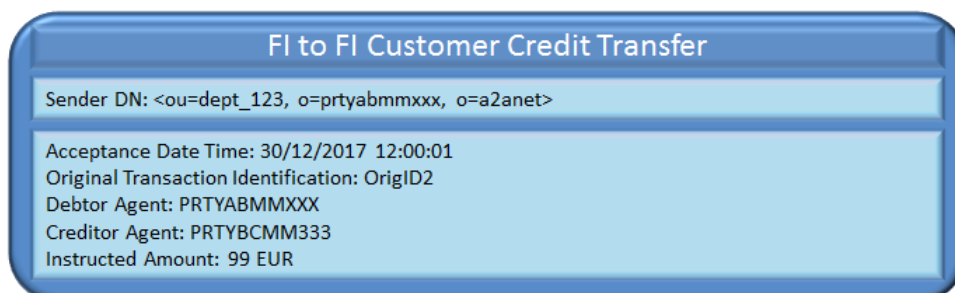 FI to FI Customer Credit Transfer
Sender DN: <ou=dept_123, o=prtyabmmxxx, o=a2anet>
Acceptance Date Time: 30/12/2017 12:00:01
Original Transaction Identification: OrigID2
Debtor Agent: PRTYABMMXXX
Creditor Agent: PRTYBCMM333
Instructed Amount: 99 EUR